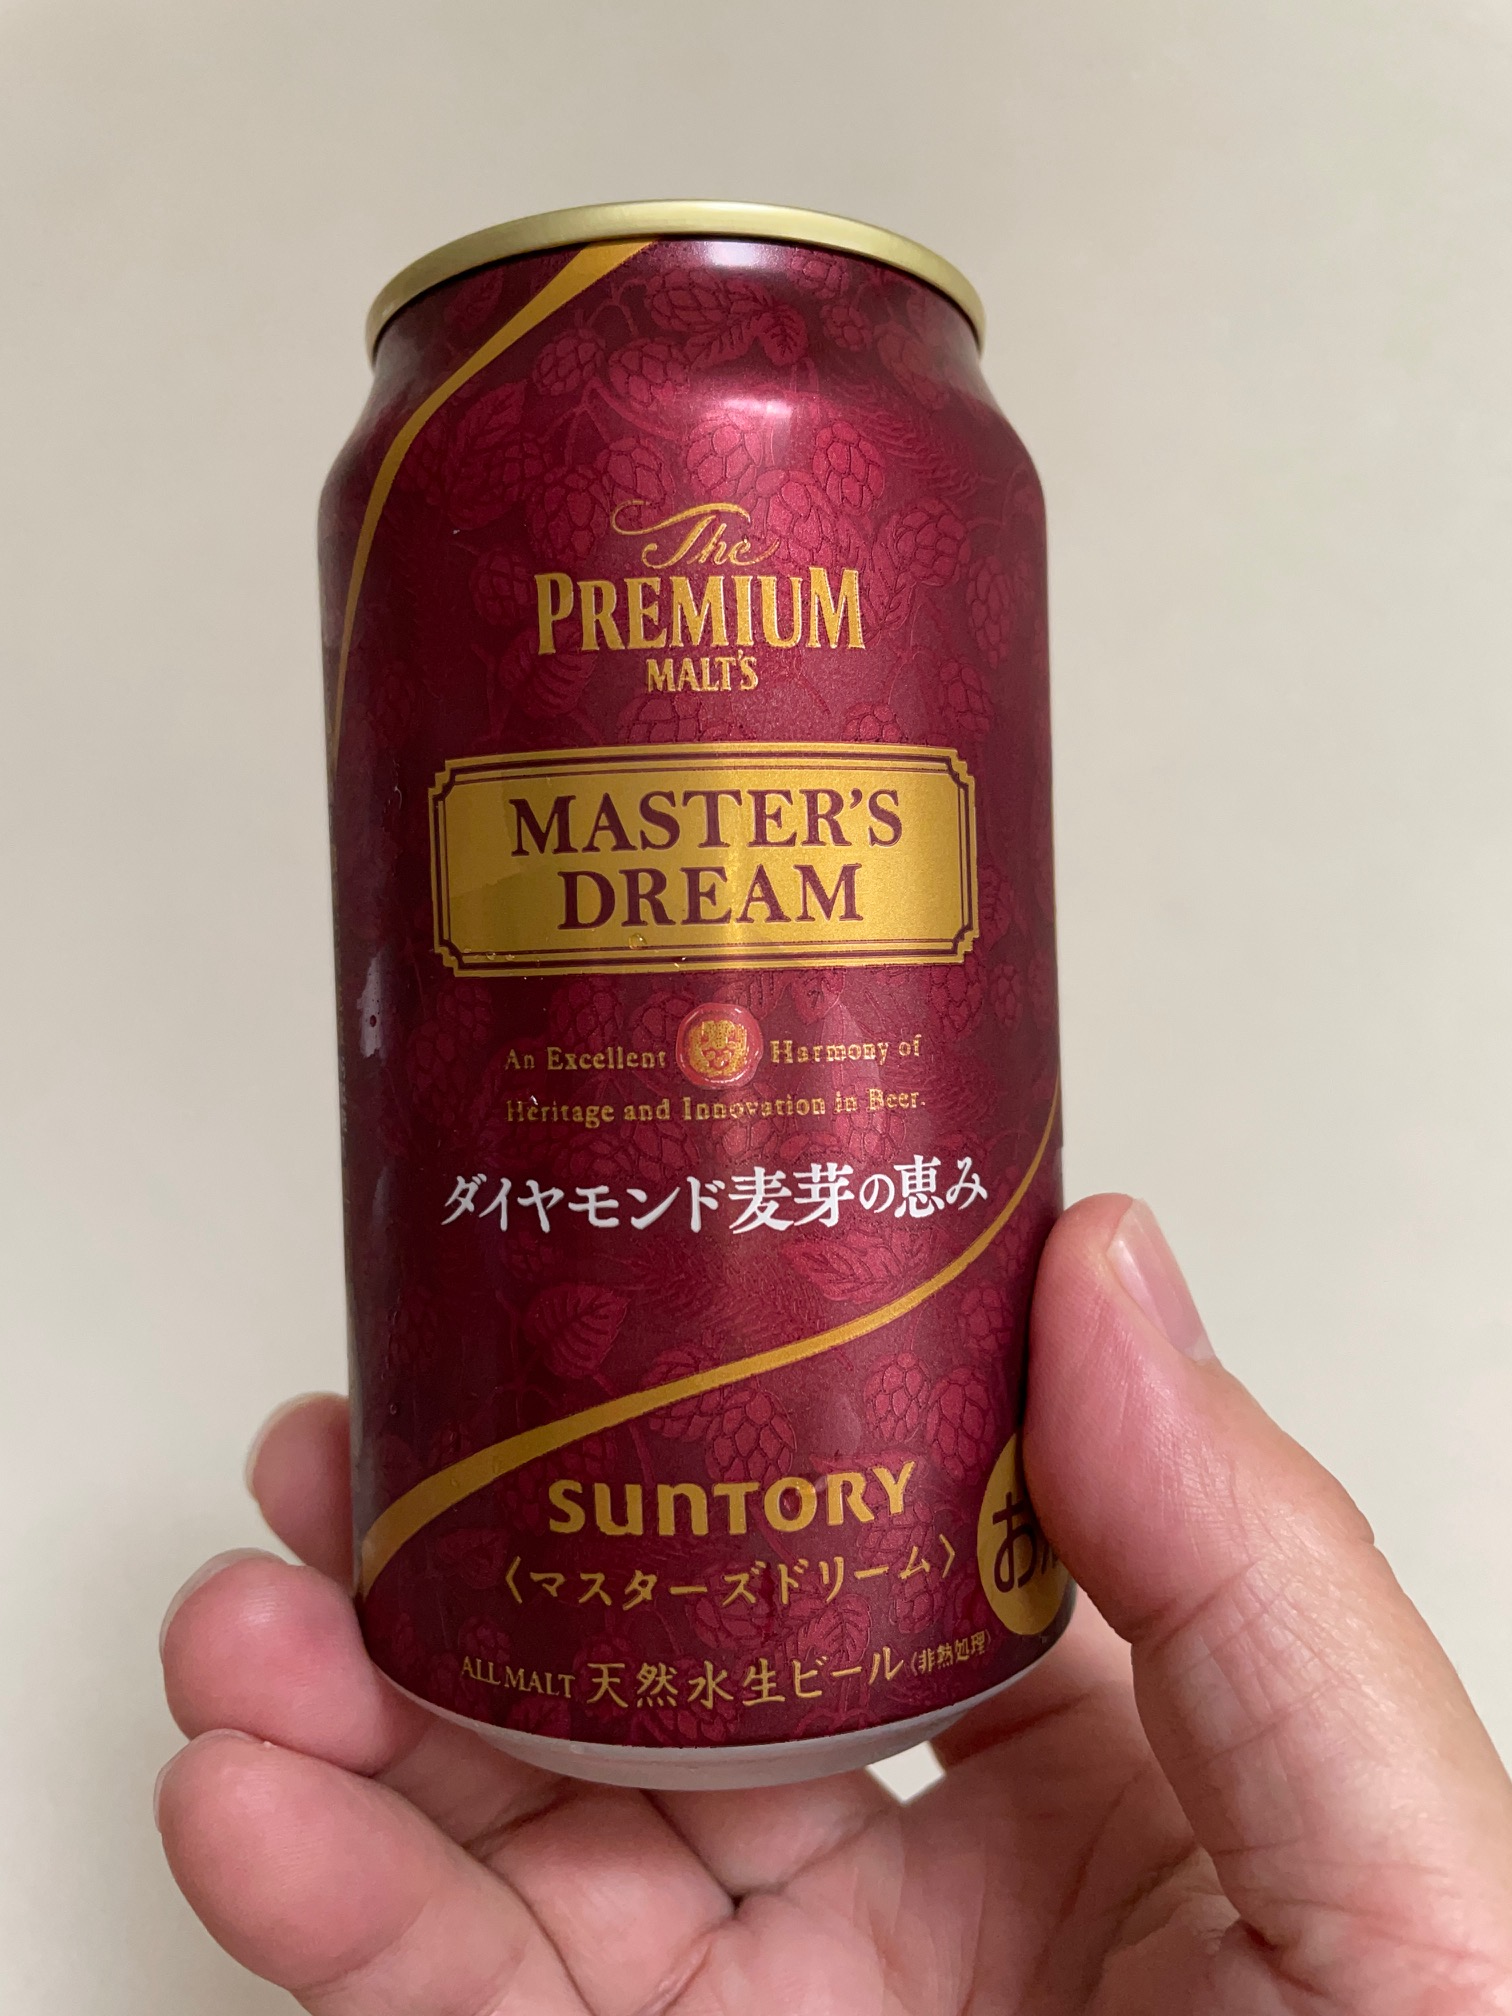 The
PREMIUM
MALT'S
MASTER'S
DREAM
An Excellent Harmony of
Heritage and Innovation in Beer.
ダイヤモンド麦芽の恵み
SUNTORY
〈マスターズドリーム〉
ALL MALT 天然水生ビール(非熱処理)
お